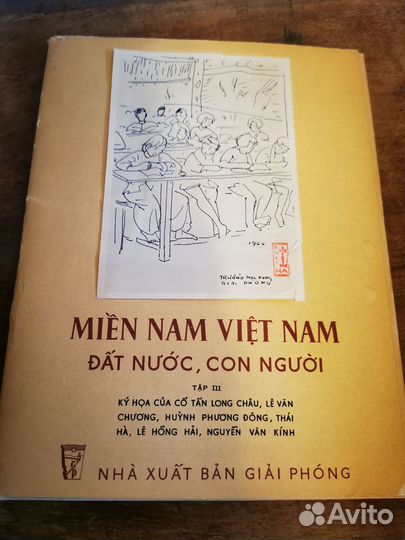 1966
TRƯỜNG HỌC VÙNG
GIẢI PHÓNG
MIỀN NAM VIỆT NAM
ĐẤT NƯỚC, CON NGƯỜI
TẬP III
KÝ HỌA CỦA CỔ TẤN LONG CHÂU, LÊ VĂN
CHƯƠNG, HUỲNH PHƯƠNG ĐÔNG, THÁI
HÀ, LÊ HỒNG HẢI, NGUYỄN VĂN KÍNH
NHÀ XUẤT BẢN GIẢI PHÓNG
Avito